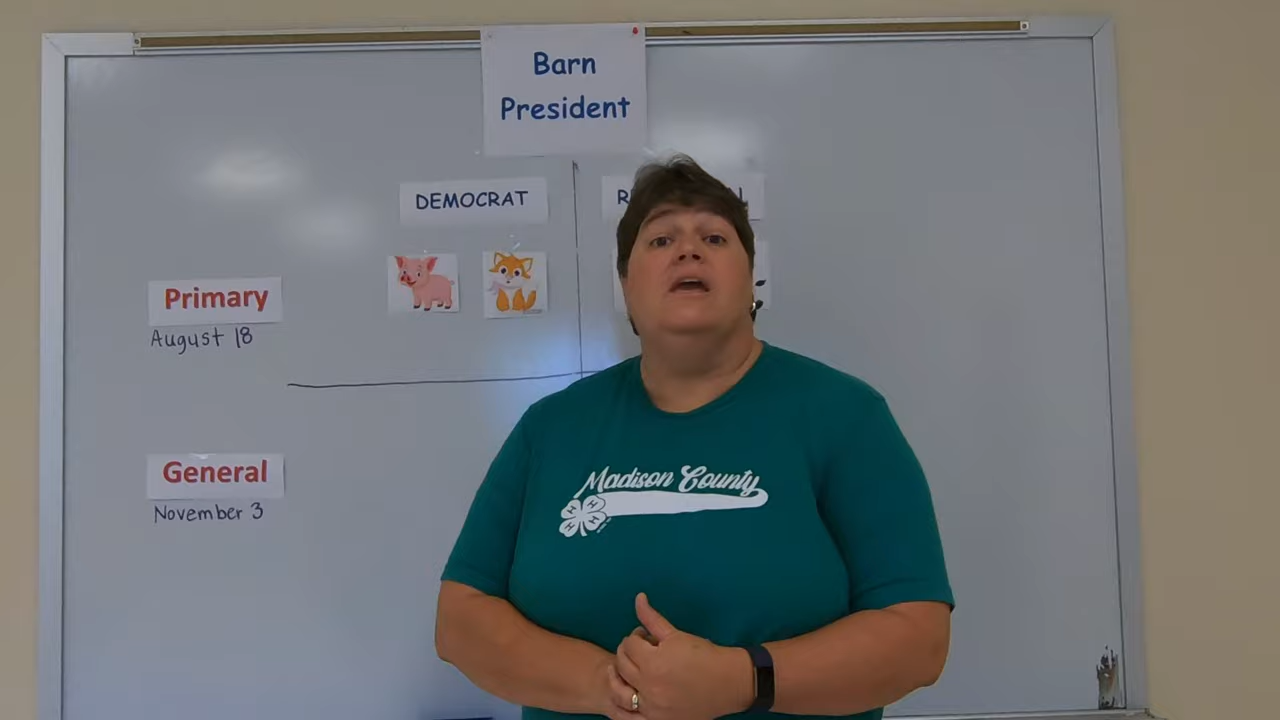 Barn
President
DEMOCRAT
Primary
August 18
General
November 3
Madison County
H H
H H